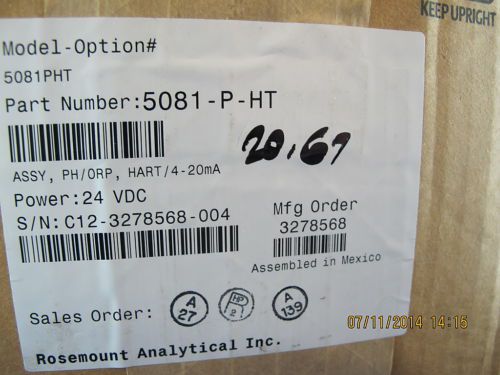 KEEP UPRIGHT
Model-Option#
5081PHT
Part Number:5081-P-HT
20.67
ASSY, PH/ORP, HART/4-20mA
Power:24 VDC
S/N:C12-3278568-004
Mfg Order
3278568
Assembled in Mexico
Sales Order:
A 27
HP 2
A 139
Rosemount Analytical Inc.
07/11/2014 14:15